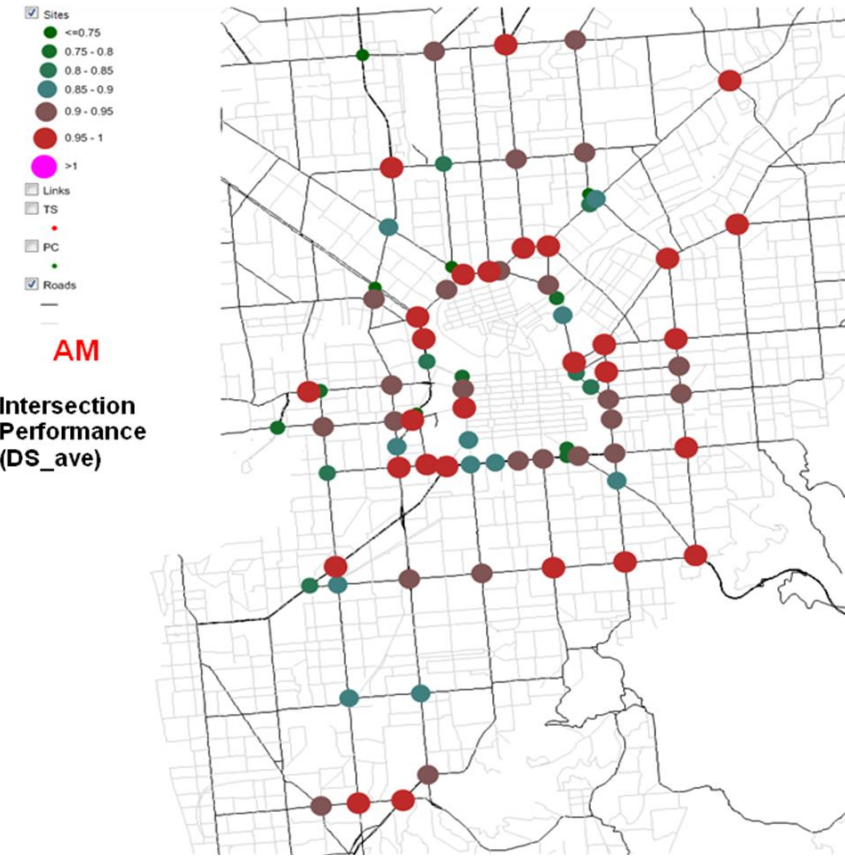 Sites
<=0.75
0.75 - 0.8
0.8 - 0.85
0.85 - 0.9
0.9 - 0.95
0.95 - 1
>1
Links
TS
PC
Roads
AM
Intersection
Performance
(DS_ave)